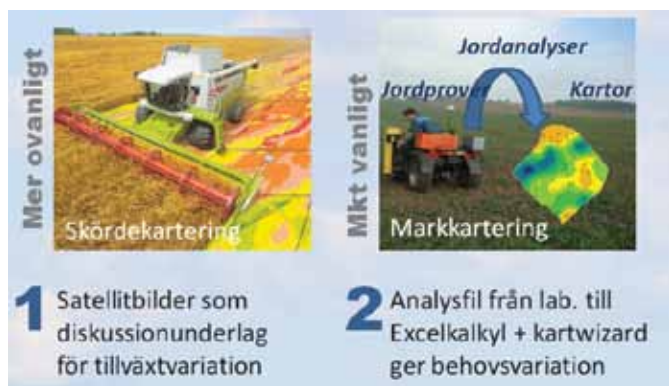 Mer ovanligt
Skördekartering
1 Satellitbilder som
diskussionunderlag
för tillväxtvariation
Mkt vanligt
Jordanalyser
Jordprover
Kartor
Markkartering
2 Analysfil från lab. till
Excelkalkyl + kartwizard
ger behovsvariation